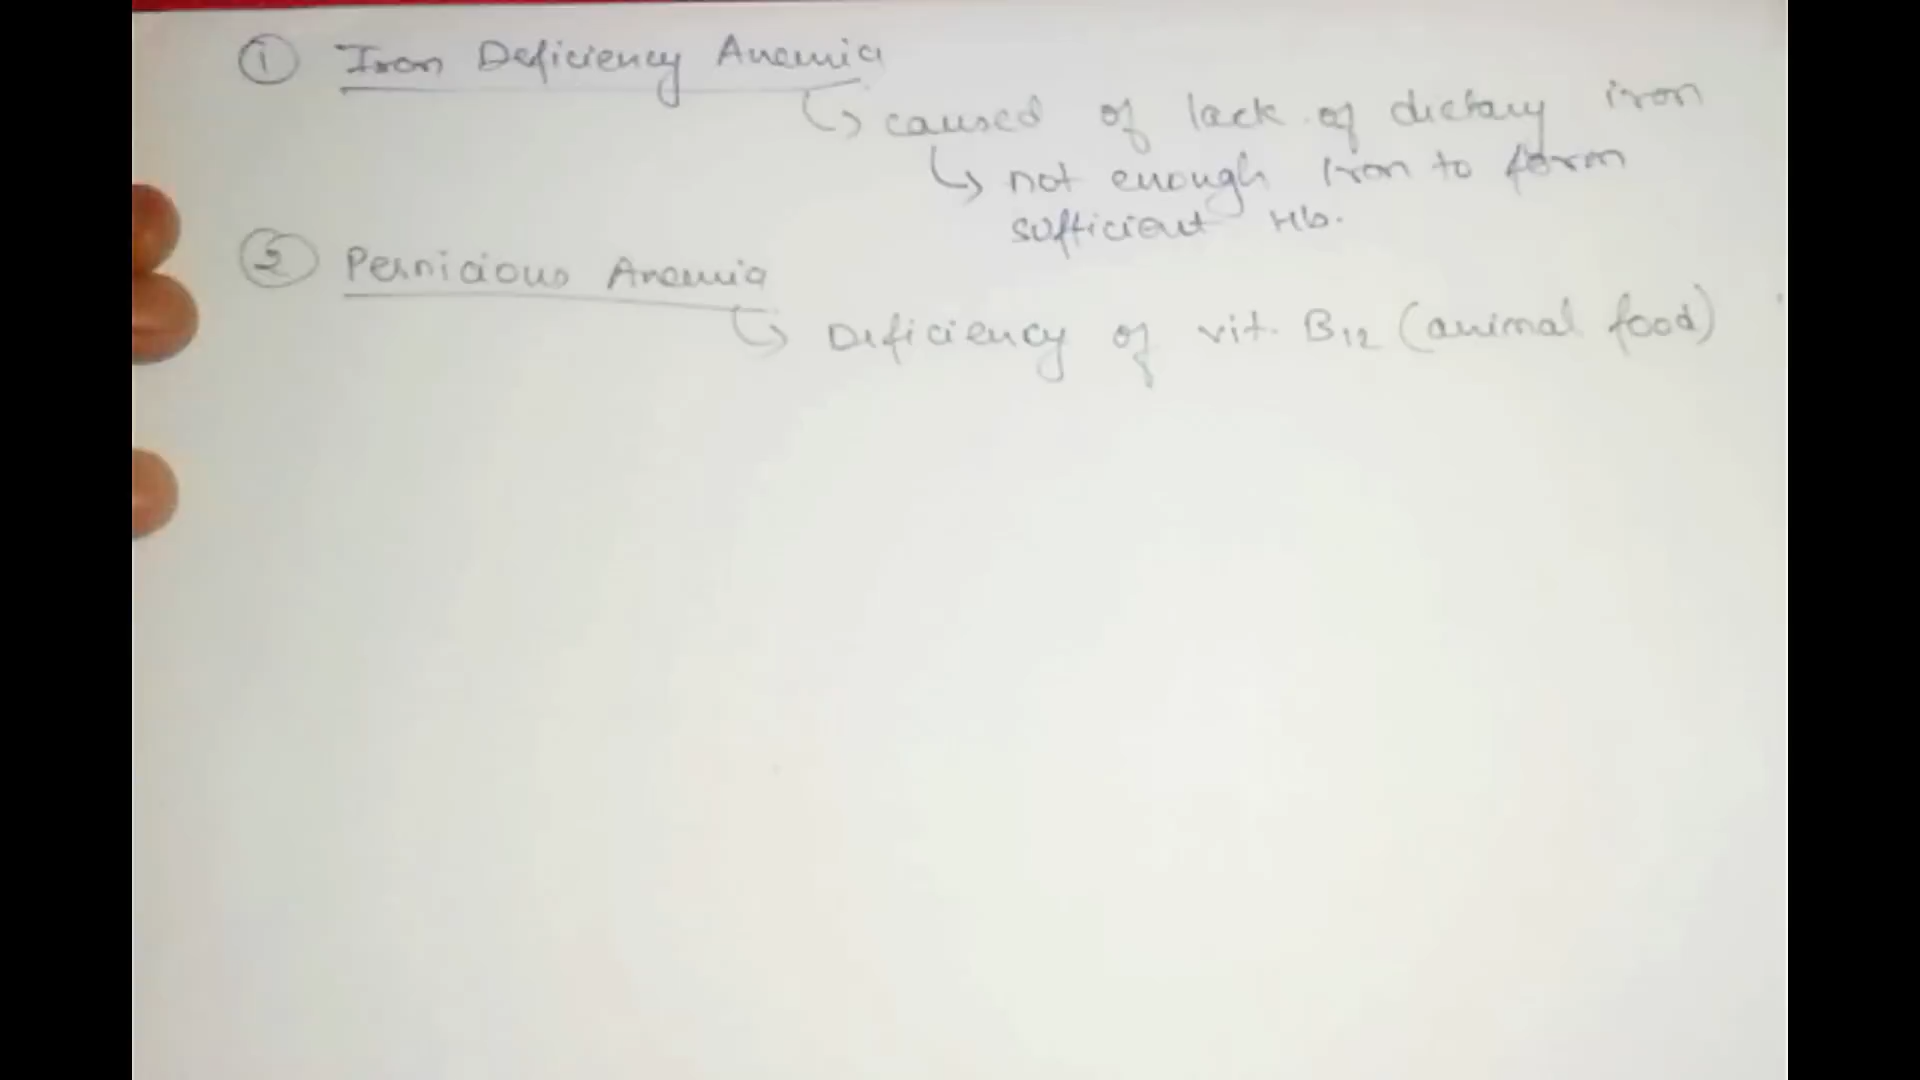 ① Iron Deficiency Anemia
↳ caused of lack of dietary iron
↳ not enough Iron to form
sufficient Hb.
② Pernicious Anemia
↳ Deficiency of vit. B12 (animal food)